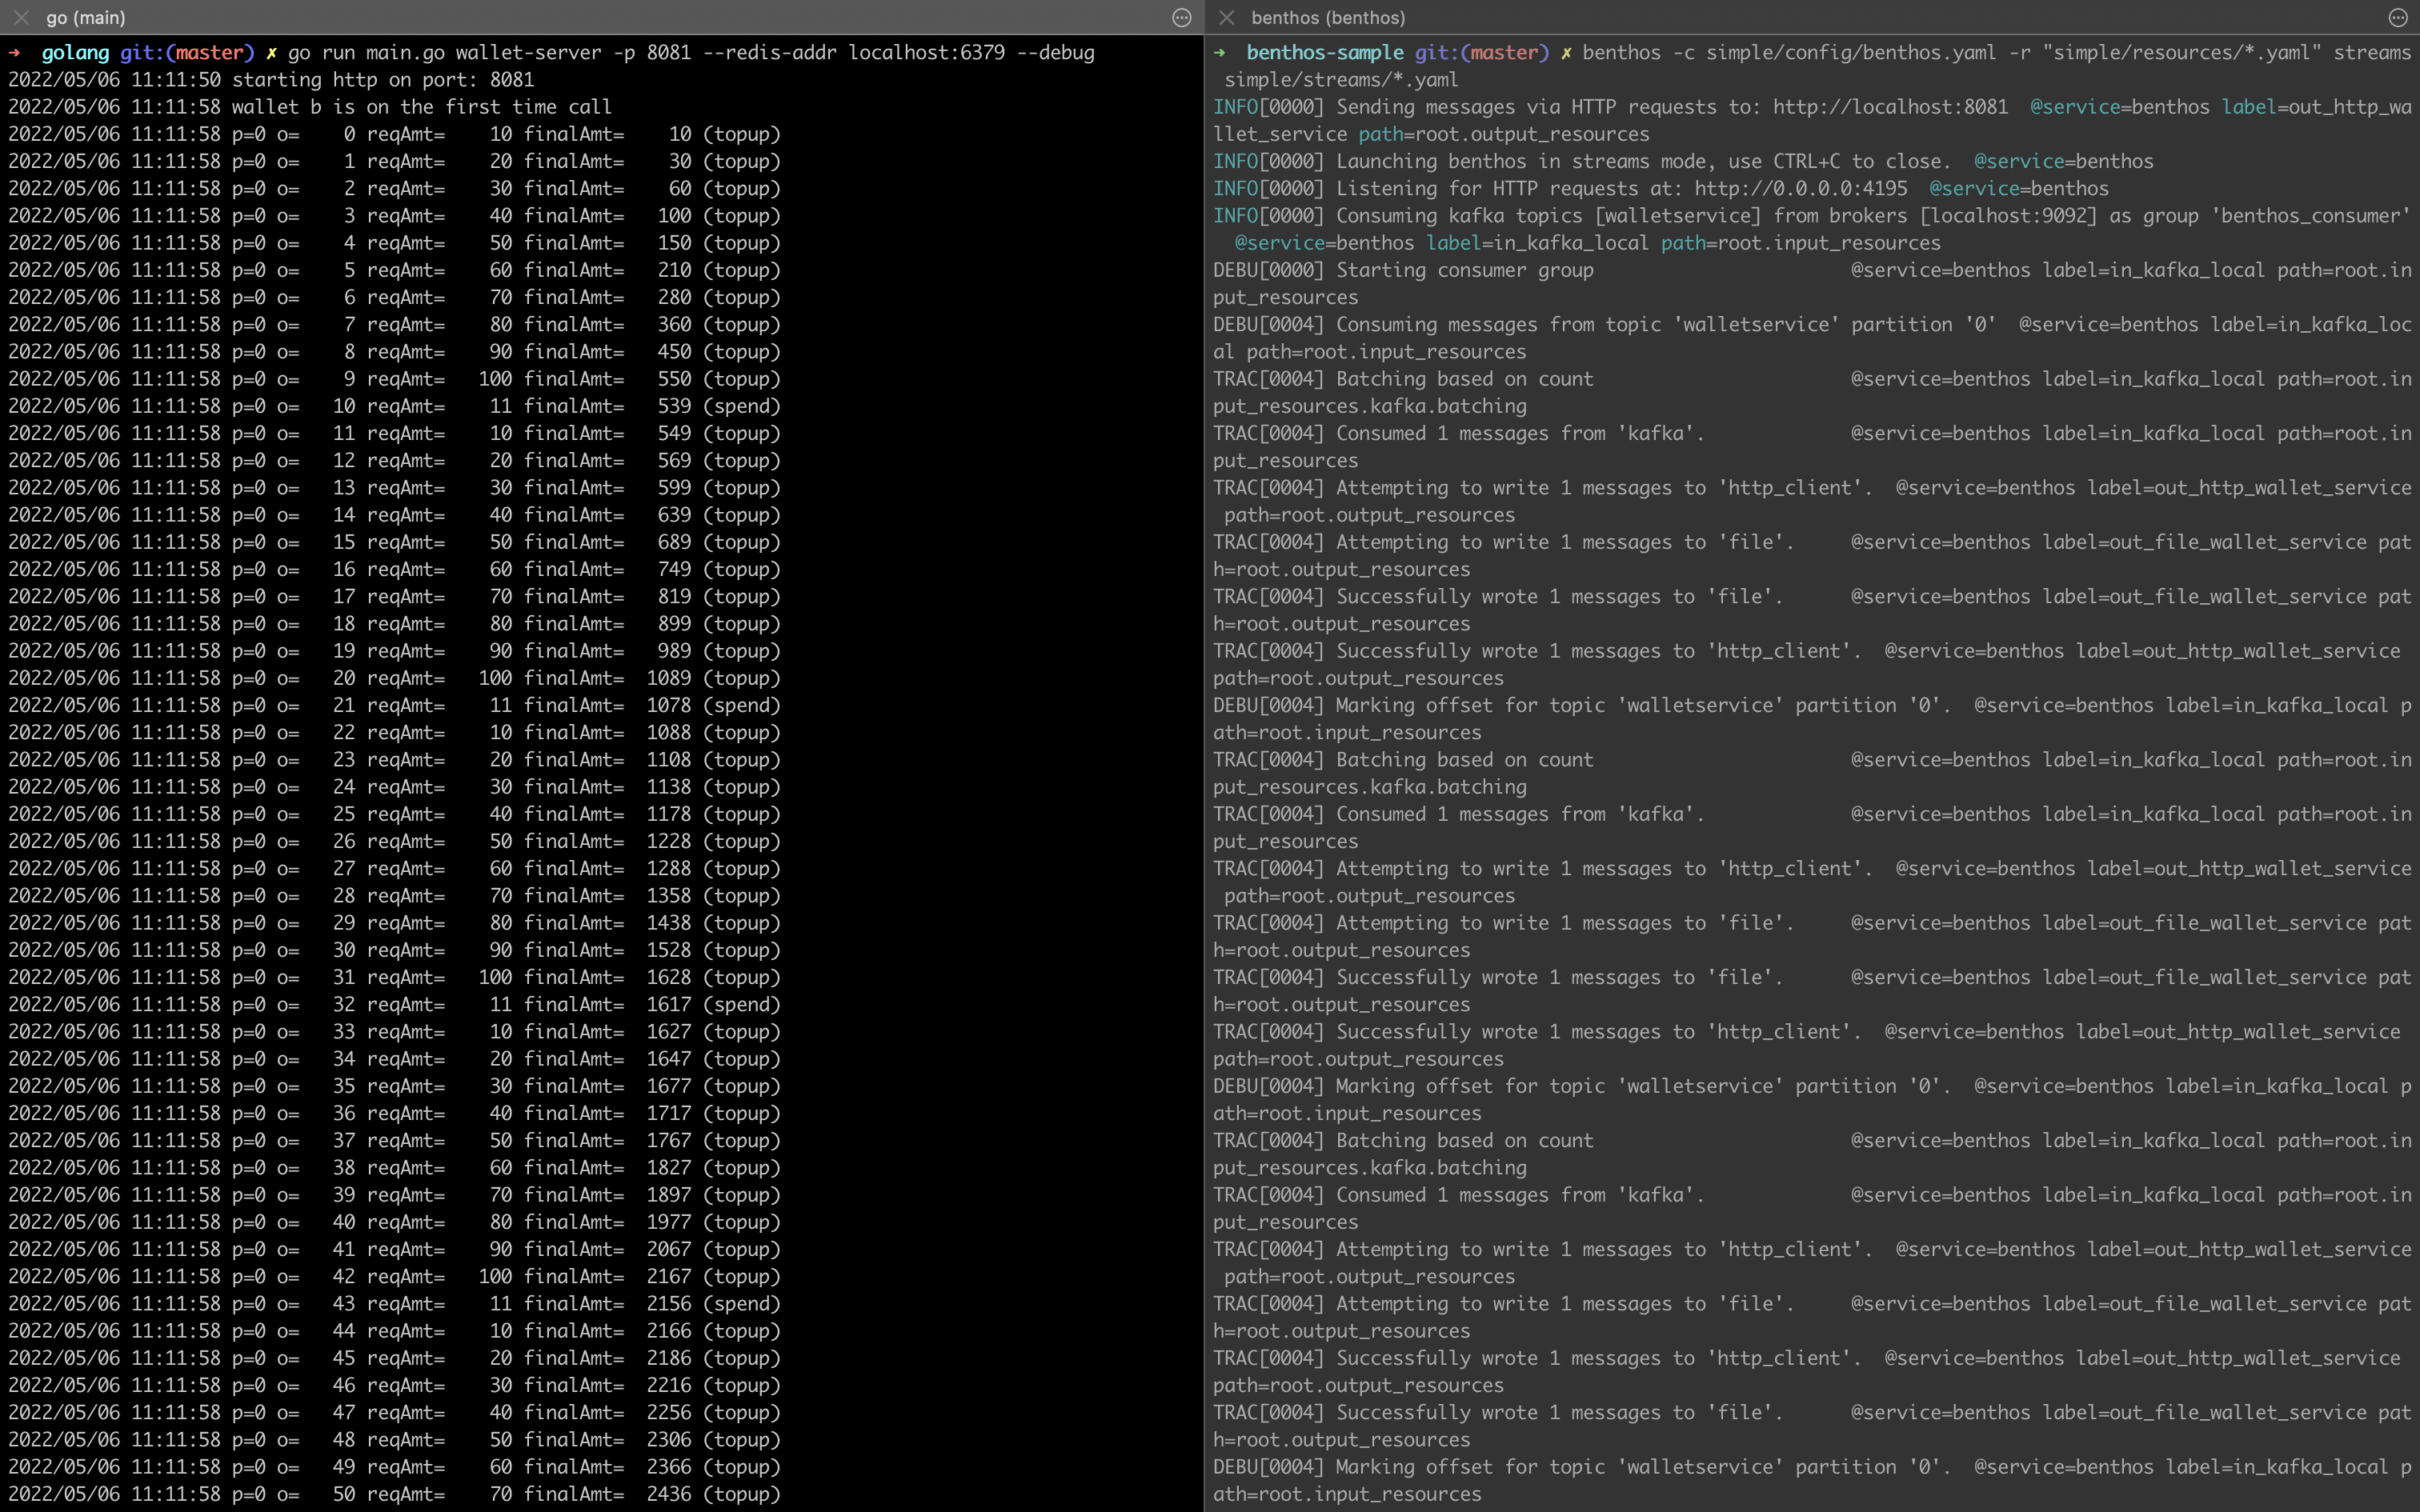 go (main)
➜  golang git:(master) ✗ go run main.go wallet-server -p 8081 --redis-addr localhost:6379 --debug
2022/05/06 11:11:50 starting http on port: 8081
2022/05/06 11:11:58 wallet b is on the first time call
2022/05/06 11:11:58 p=0 o=    0 reqAmt=    10 finalAmt=    10 (topup)
2022/05/06 11:11:58 p=0 o=    1 reqAmt=    20 finalAmt=    30 (topup)
2022/05/06 11:11:58 p=0 o=    2 reqAmt=    30 finalAmt=    60 (topup)
2022/05/06 11:11:58 p=0 o=    3 reqAmt=    40 finalAmt=   100 (topup)
2022/05/06 11:11:58 p=0 o=    4 reqAmt=    50 finalAmt=   150 (topup)
2022/05/06 11:11:58 p=0 o=    5 reqAmt=    60 finalAmt=   210 (topup)
2022/05/06 11:11:58 p=0 o=    6 reqAmt=    70 finalAmt=   280 (topup)
2022/05/06 11:11:58 p=0 o=    7 reqAmt=    80 finalAmt=   360 (topup)
2022/05/06 11:11:58 p=0 o=    8 reqAmt=    90 finalAmt=   450 (topup)
2022/05/06 11:11:58 p=0 o=    9 reqAmt=   100 finalAmt=   550 (topup)
2022/05/06 11:11:58 p=0 o=   10 reqAmt=    11 finalAmt=   539 (spend)
2022/05/06 11:11:58 p=0 o=   11 reqAmt=    10 finalAmt=   549 (topup)
2022/05/06 11:11:58 p=0 o=   12 reqAmt=    20 finalAmt=   569 (topup)
2022/05/06 11:11:58 p=0 o=   13 reqAmt=    30 finalAmt=   599 (topup)
2022/05/06 11:11:58 p=0 o=   14 reqAmt=    40 finalAmt=   639 (topup)
2022/05/06 11:11:58 p=0 o=   15 reqAmt=    50 finalAmt=   689 (topup)
2022/05/06 11:11:58 p=0 o=   16 reqAmt=    60 finalAmt=   749 (topup)
2022/05/06 11:11:58 p=0 o=   17 reqAmt=    70 finalAmt=   819 (topup)
2022/05/06 11:11:58 p=0 o=   18 reqAmt=    80 finalAmt=   899 (topup)
2022/05/06 11:11:58 p=0 o=   19 reqAmt=    90 finalAmt=   989 (topup)
2022/05/06 11:11:58 p=0 o=   20 reqAmt=   100 finalAmt=  1089 (topup)
2022/05/06 11:11:58 p=0 o=   21 reqAmt=    11 finalAmt=  1078 (spend)
2022/05/06 11:11:58 p=0 o=   22 reqAmt=    10 finalAmt=  1088 (topup)
2022/05/06 11:11:58 p=0 o=   23 reqAmt=    20 finalAmt=  1108 (topup)
2022/05/06 11:11:58 p=0 o=   24 reqAmt=    30 finalAmt=  1138 (topup)
2022/05/06 11:11:58 p=0 o=   25 reqAmt=    40 finalAmt=  1178 (topup)
2022/05/06 11:11:58 p=0 o=   26 reqAmt=    50 finalAmt=  1228 (topup)
2022/05/06 11:11:58 p=0 o=   27 reqAmt=    60 finalAmt=  1288 (topup)
2022/05/06 11:11:58 p=0 o=   28 reqAmt=    70 finalAmt=  1358 (topup)
2022/05/06 11:11:58 p=0 o=   29 reqAmt=    80 finalAmt=  1438 (topup)
2022/05/06 11:11:58 p=0 o=   30 reqAmt=    90 finalAmt=  1528 (topup)
2022/05/06 11:11:58 p=0 o=   31 reqAmt=   100 finalAmt=  1628 (topup)
2022/05/06 11:11:58 p=0 o=   32 reqAmt=    11 finalAmt=  1617 (spend)
2022/05/06 11:11:58 p=0 o=   33 reqAmt=    10 finalAmt=  1627 (topup)
2022/05/06 11:11:58 p=0 o=   34 reqAmt=    20 finalAmt=  1647 (topup)
2022/05/06 11:11:58 p=0 o=   35 reqAmt=    30 finalAmt=  1677 (topup)
2022/05/06 11:11:58 p=0 o=   36 reqAmt=    40 finalAmt=  1717 (topup)
2022/05/06 11:11:58 p=0 o=   37 reqAmt=    50 finalAmt=  1767 (topup)
2022/05/06 11:11:58 p=0 o=   38 reqAmt=    60 finalAmt=  1827 (topup)
2022/05/06 11:11:58 p=0 o=   39 reqAmt=    70 finalAmt=  1897 (topup)
2022/05/06 11:11:58 p=0 o=   40 reqAmt=    80 finalAmt=  1977 (topup)
2022/05/06 11:11:58 p=0 o=   41 reqAmt=    90 finalAmt=  2067 (topup)
2022/05/06 11:11:58 p=0 o=   42 reqAmt=   100 finalAmt=  2167 (topup)
2022/05/06 11:11:58 p=0 o=   43 reqAmt=    11 finalAmt=  2156 (spend)
2022/05/06 11:11:58 p=0 o=   44 reqAmt=    10 finalAmt=  2166 (topup)
2022/05/06 11:11:58 p=0 o=   45 reqAmt=    20 finalAmt=  2186 (topup)
2022/05/06 11:11:58 p=0 o=   46 reqAmt=    30 finalAmt=  2216 (topup)
2022/05/06 11:11:58 p=0 o=   47 reqAmt=    40 finalAmt=  2256 (topup)
2022/05/06 11:11:58 p=0 o=   48 reqAmt=    50 finalAmt=  2306 (topup)
2022/05/06 11:11:58 p=0 o=   49 reqAmt=    60 finalAmt=  2366 (topup)
2022/05/06 11:11:58 p=0 o=   50 reqAmt=    70 finalAmt=  2436 (topup)
benthos (benthos)
➜  benthos-sample git:(master) ✗ benthos -c simple/config/benthos.yaml -r "simple/resources/*.yaml" streams
 simple/streams/*.yaml
INFO[0000] Sending messages via HTTP requests to: http://localhost:8081  @service=benthos label=out_http_wa
llet_service path=root.output_resources
INFO[0000] Launching benthos in streams mode, use CTRL+C to close.  @service=benthos
INFO[0000] Listening for HTTP requests at: http://0.0.0.0:4195  @service=benthos
INFO[0000] Consuming kafka topics [walletservice] from brokers [localhost:9092] as group 'benthos_consumer'
  @service=benthos label=in_kafka_local path=root.input_resources
DEBU[0000] Starting consumer group                       @service=benthos label=in_kafka_local path=root.in
put_resources
DEBU[0004] Consuming messages from topic 'walletservice' partition '0'  @service=benthos label=in_kafka_loc
al path=root.input_resources
TRAC[0004] Batching based on count                       @service=benthos label=in_kafka_local path=root.in
put_resources.kafka.batching
TRAC[0004] Consumed 1 messages from 'kafka'.             @service=benthos label=in_kafka_local path=root.in
put_resources
TRAC[0004] Attempting to write 1 messages to 'http_client'.  @service=benthos label=out_http_wallet_service
 path=root.output_resources
TRAC[0004] Attempting to write 1 messages to 'file'.     @service=benthos label=out_file_wallet_service pat
h=root.output_resources
TRAC[0004] Successfully wrote 1 messages to 'file'.      @service=benthos label=out_file_wallet_service pat
h=root.output_resources
TRAC[0004] Successfully wrote 1 messages to 'http_client'.  @service=benthos label=out_http_wallet_service
path=root.output_resources
DEBU[0004] Marking offset for topic 'walletservice' partition '0'.  @service=benthos label=in_kafka_local p
ath=root.input_resources
TRAC[0004] Batching based on count                       @service=benthos label=in_kafka_local path=root.in
put_resources.kafka.batching
TRAC[0004] Consumed 1 messages from 'kafka'.             @service=benthos label=in_kafka_local path=root.in
put_resources
TRAC[0004] Attempting to write 1 messages to 'http_client'.  @service=benthos label=out_http_wallet_service
 path=root.output_resources
TRAC[0004] Attempting to write 1 messages to 'file'.     @service=benthos label=out_file_wallet_service pat
h=root.output_resources
TRAC[0004] Successfully wrote 1 messages to 'file'.      @service=benthos label=out_file_wallet_service pat
h=root.output_resources
TRAC[0004] Successfully wrote 1 messages to 'http_client'.  @service=benthos label=out_http_wallet_service
path=root.output_resources
DEBU[0004] Marking offset for topic 'walletservice' partition '0'.  @service=benthos label=in_kafka_local p
ath=root.input_resources
TRAC[0004] Batching based on count                       @service=benthos label=in_kafka_local path=root.in
put_resources.kafka.batching
TRAC[0004] Consumed 1 messages from 'kafka'.             @service=benthos label=in_kafka_local path=root.in
put_resources
TRAC[0004] Attempting to write 1 messages to 'http_client'.  @service=benthos label=out_http_wallet_service
 path=root.output_resources
TRAC[0004] Attempting to write 1 messages to 'file'.     @service=benthos label=out_file_wallet_service pat
h=root.output_resources
TRAC[0004] Successfully wrote 1 messages to 'http_client'.  @service=benthos label=out_http_wallet_service
path=root.output_resources
TRAC[0004] Successfully wrote 1 messages to 'file'.      @service=benthos label=out_file_wallet_service pat
h=root.output_resources
DEBU[0004] Marking offset for topic 'walletservice' partition '0'.  @service=benthos label=in_kafka_local p
ath=root.input_resources